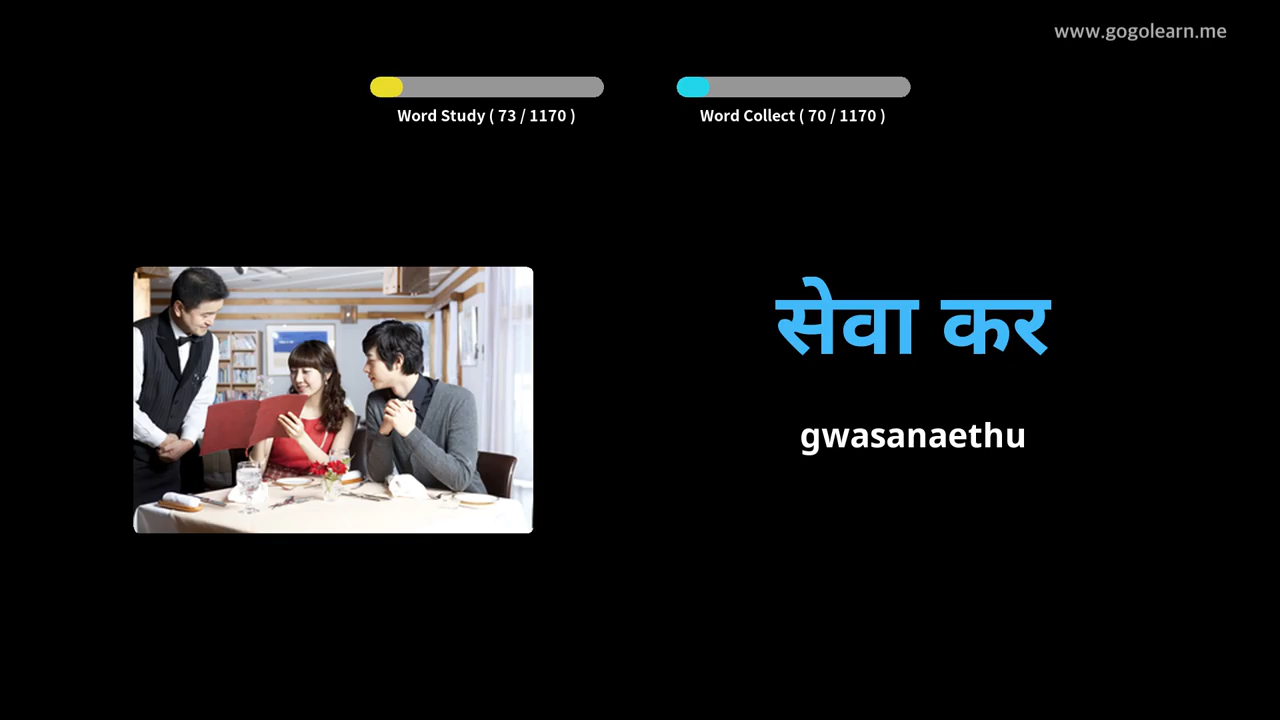 www.gogolearn.me
Word Study ( 73 / 1170 )
Word Collect ( 70 / 1170 )
सेवा कर
gwasanaethu